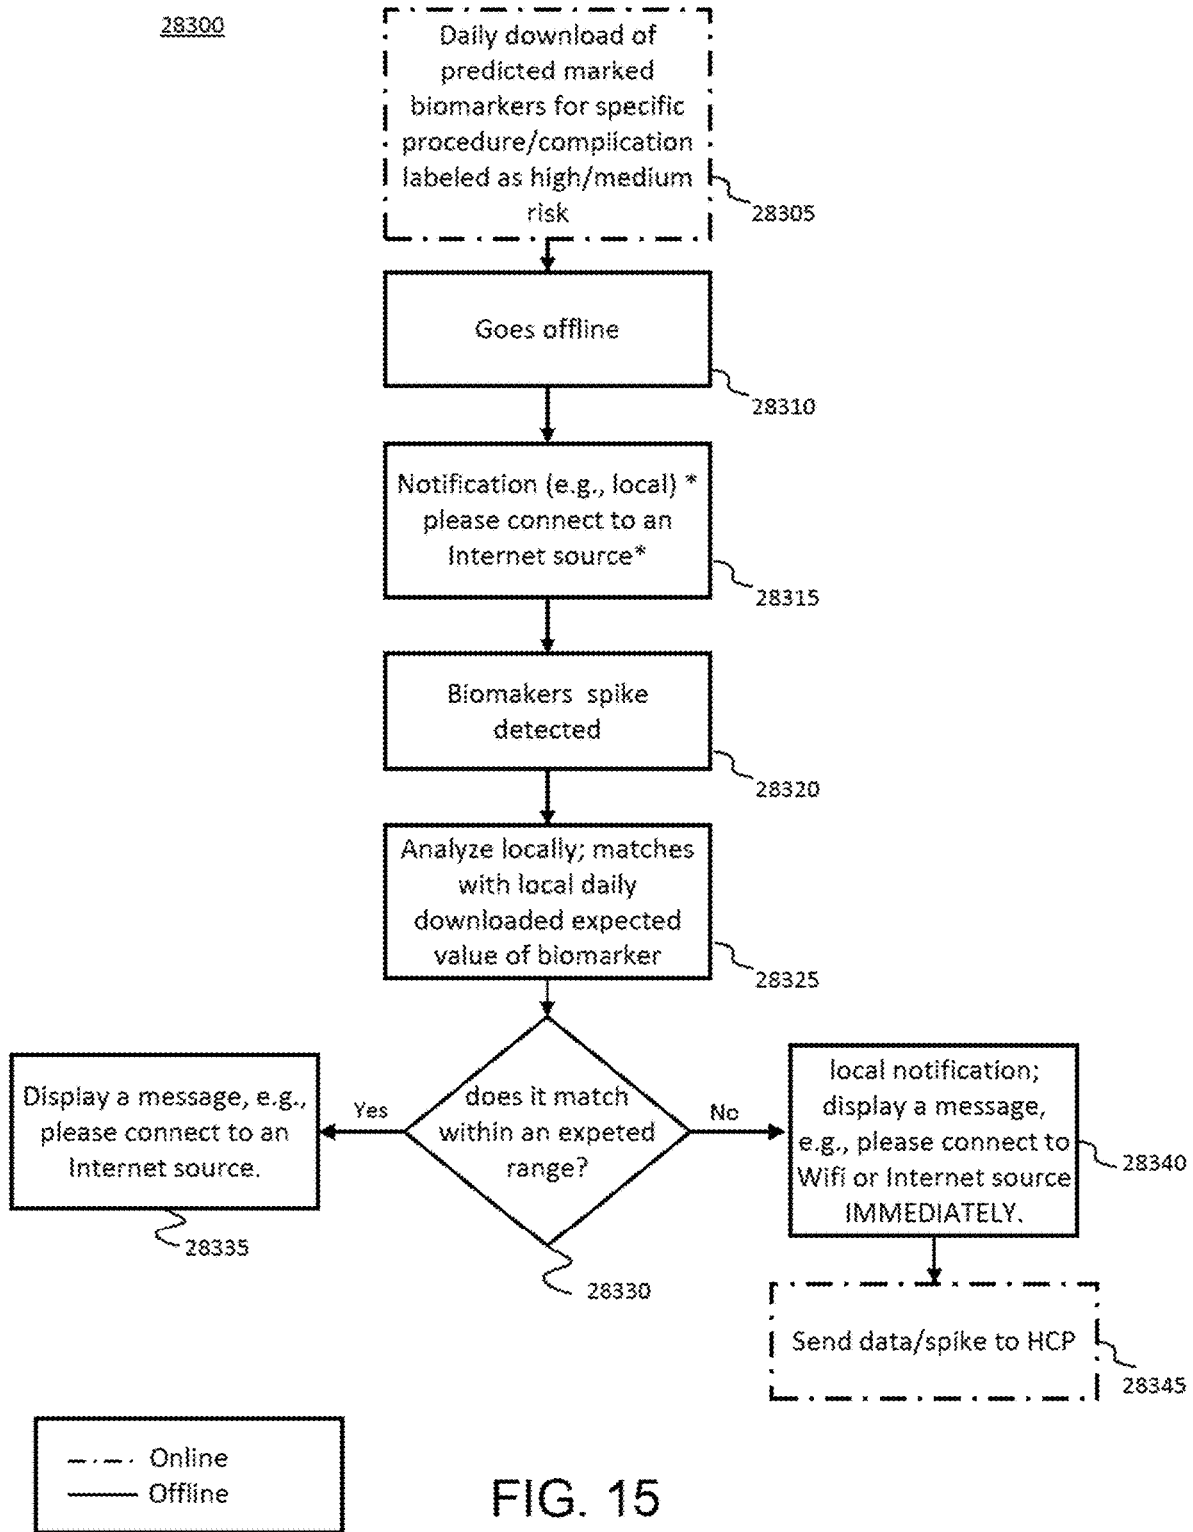 28300
Daily download of
predicted marked
biomarkers for specific
procedure/complication
labeled as high/medium
risk
28305
Goes offline
28310
Notification (e.g., local) *
please connect to an
Internet source*
28315
Biomakers spike
detected
28320
Analyze locally; matches
with local daily
downloaded expected
value of biomarker
28325
does it match
within an expeted
range?
28330
Yes
Display a message, e.g.,
please connect to an
Internet source.
28335
No
local notification;
display a message,
e.g., please connect to
Wifi or Internet source
IMMEDIATELY.
28340
Send data/spike to HCP
28345
Online
Offline
FIG. 15